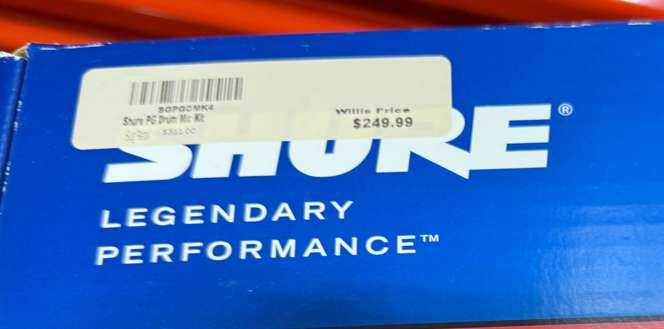 SGPGDMK4
Shure PG Drum Mic Kit
Willis Price
$249.99
SHURE®
LEGENDARY
PERFORMANCE™